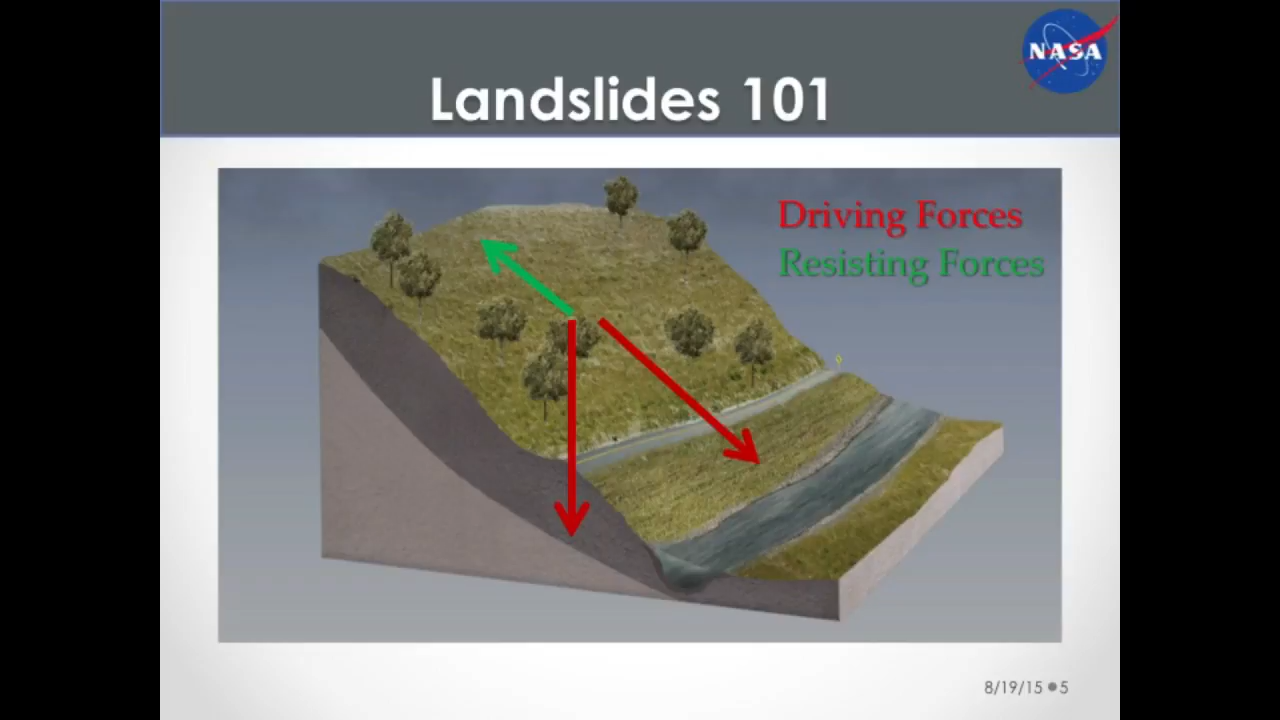 NASA
Landslides 101
Driving Forces
Resisting Forces
8/19/15 ● 5